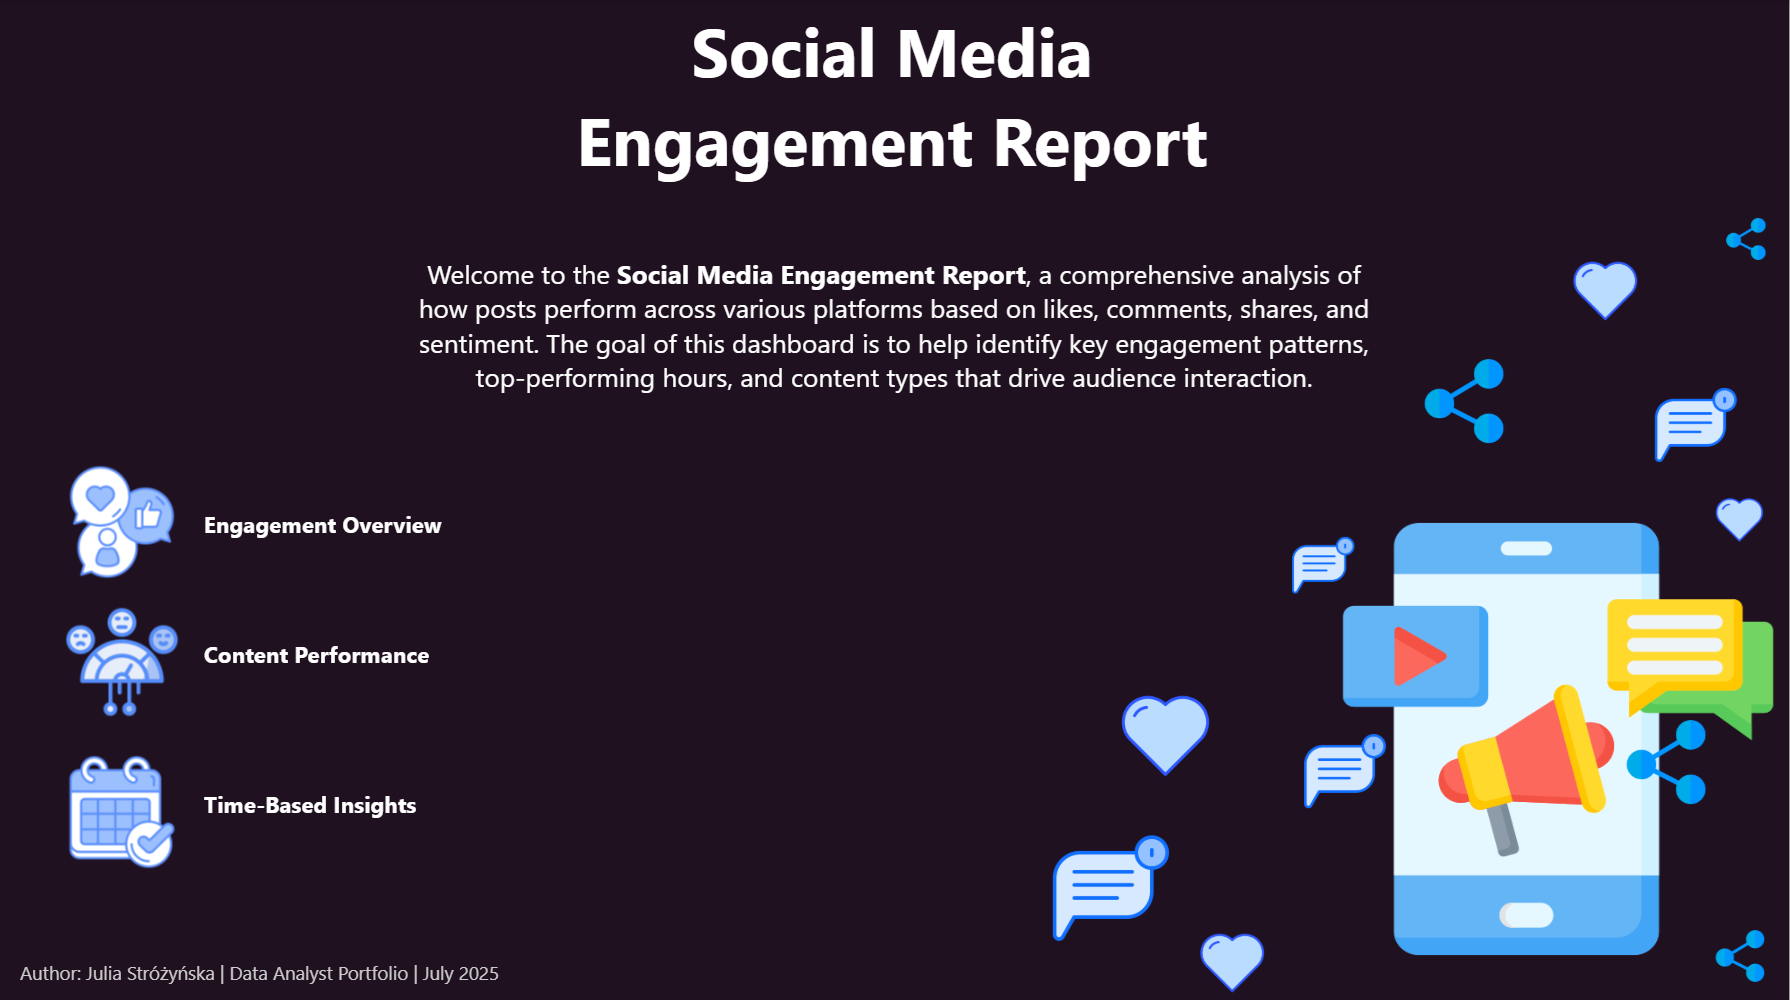 Social Media
Engagement Report
Welcome to the Social Media Engagement Report, a comprehensive analysis of
how posts perform across various platforms based on likes, comments, shares, and
sentiment. The goal of this dashboard is to help identify key engagement patterns,
top-performing hours, and content types that drive audience interaction.
Engagement Overview
Content Performance
Time-Based Insights
Author: Julia Stróżyńska | Data Analyst Portfolio | July 2025